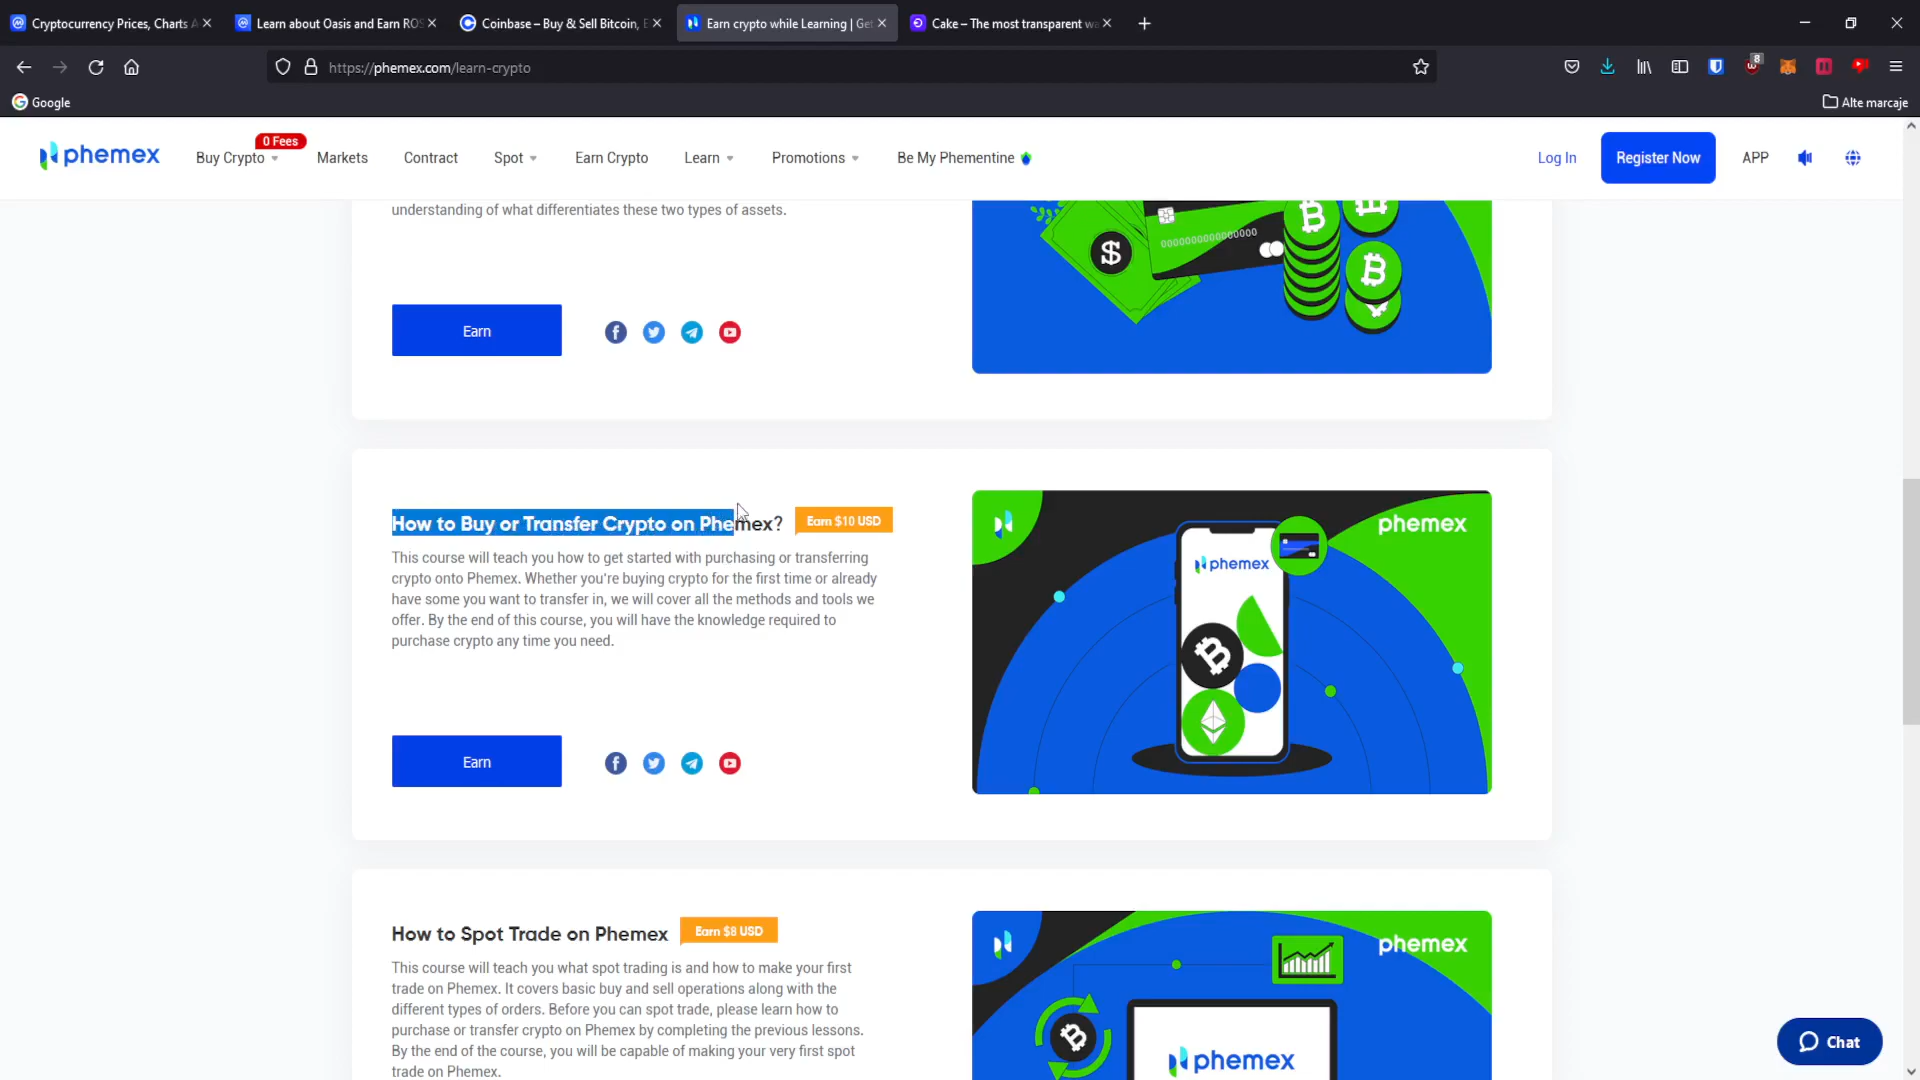 Cryptocurrency Prices, Charts A
Learn about Oasis and Earn ROS
Coinbase – Buy & Sell Bitcoin, E
Earn crypto while Learning | Get
Cake – The most transparent wa
https://phemex.com/learn-crypto
8
Google
Alte marcaje
phemex
Buy Crypto
0 Fees
Markets
Contract
Spot
Earn Crypto
Learn
Promotions
Be My Phementine
Log In
Register Now
APP
understanding of what differentiates these two types of assets.
Earn
How to Buy or Transfer Crypto on Phemex?
Earn $10 USD
This course will teach you how to get started with purchasing or transferring
crypto onto Phemex. Whether you're buying crypto for the first time or already
have some you want to transfer in, we will cover all the methods and tools we
offer. By the end of this course, you will have the knowledge required to
purchase crypto any time you need.
phemex
phemex
Earn
How to Spot Trade on Phemex
Earn $8 USD
This course will teach you what spot trading is and how to make your first
trade on Phemex. It covers basic buy and sell operations along with the
different types of orders. Before you can spot trade, please learn how to
purchase or transfer crypto on Phemex by completing the previous lessons.
By the end of the course, you will be capable of making your very first spot
trade on Phemex.
phemex
phemex
Chat